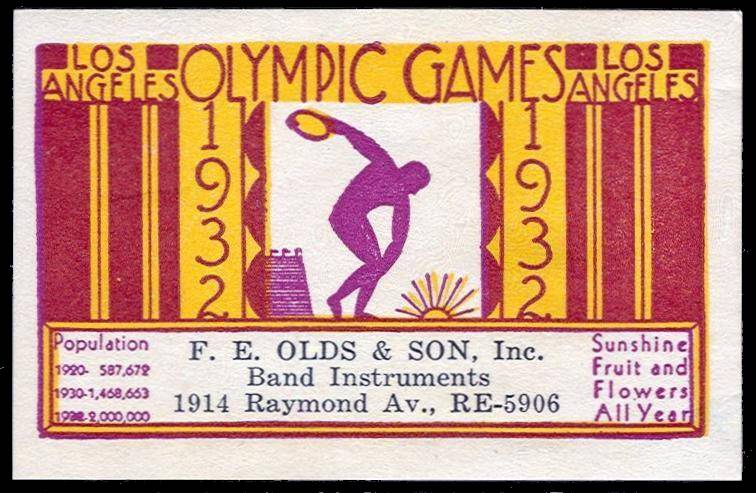 LOS ANGELES
OLYMPIC GAMES
LOS ANGELES
1932
1932
Population
1920- 587,672
1930-1,468,663
1932-2,000,000
F. E. OLDS & SON, Inc.
Band Instruments
1914 Raymond Av., RE-5906
Sunshine
Fruit and
Flowers
All Year